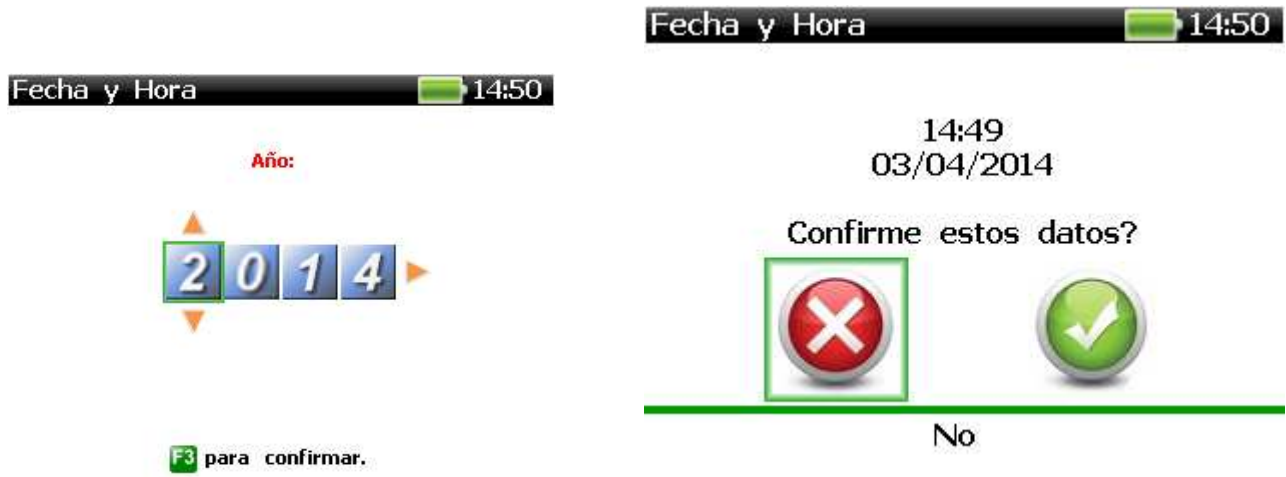 Fecha y Hora 14:50
Año:
2014
F3 para confirmar.
Fecha y Hora 14:50
14:49
03/04/2014
Confirme estos datos?
No